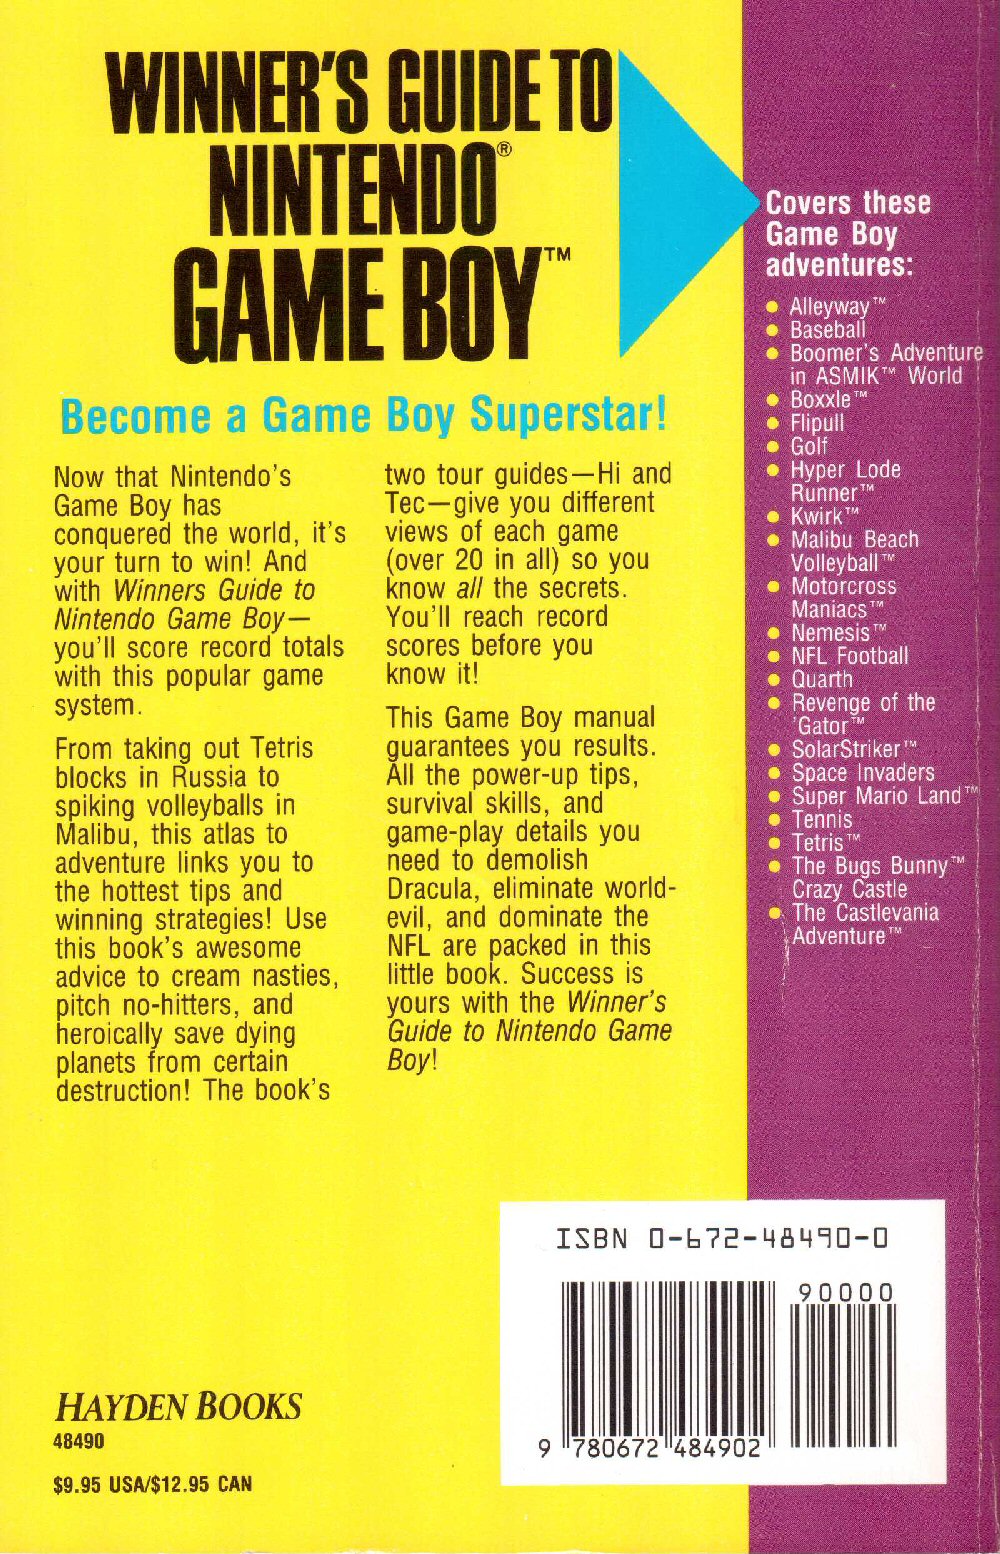 WINNER'S GUIDE TO
NINTENDO®
GAME BOY™
Become a Game Boy Superstar!
Now that Nintendo's
Game Boy has
conquered the world, it's
your turn to win! And
with Winners Guide to
Nintendo Game Boy—
you'll score record totals
with this popular game
system.
From taking out Tetris
blocks in Russia to
spiking volleyballs in
Malibu, this atlas to
adventure links you to
the hottest tips and
winning strategies! Use
this book's awesome
advice to cream nasties,
pitch no-hitters, and
heroically save dying
planets from certain
destruction! The book's
two tour guides—Hi and
Tec—give you different
views of each game
(over 20 in all) so you
know all the secrets.
You'll reach record
scores before you
know it!
This Game Boy manual
guarantees you results.
All the power-up tips,
survival skills, and
game-play details you
need to demolish
Dracula, eliminate world-
evil, and dominate the
NFL are packed in this
little book. Success is
yours with the Winner's
Guide to Nintendo Game
Boy!
Covers these
Game Boy
adventures:
• Alleyway™
• Baseball
• Boomer's Adventure
in ASMIK™ World
• Boxxle™
• Flipull
• Golf
• Hyper Lode
Runner™
• Kwirk™
• Malibu Beach
Volleyball™
• Motorcross
Maniacs™
• Nemesis™
• NFL Football
• Quarth
• Revenge of the
'Gator™
• SolarStriker™
• Space Invaders
• Super Mario Land™
• Tennis
• Tetris™
• The Bugs Bunny™
Crazy Castle
• The Castlevania
Adventure™
ISBN 0-672-48490-0
90000
9 780672 484902
HAYDEN BOOKS
48490
$9.95 USA/$12.95 CAN